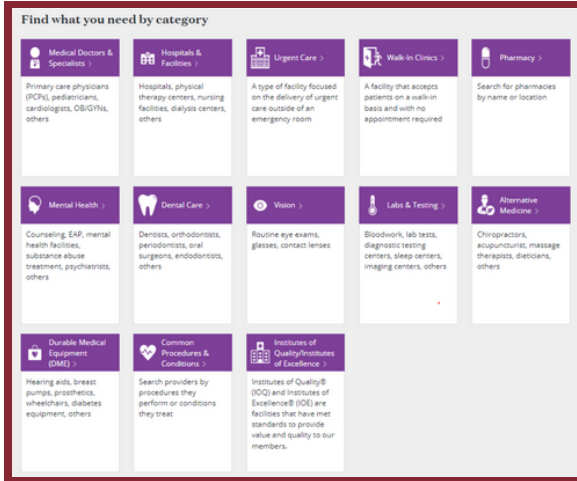 Find what you need by category
Medical Doctors &
Specialists >
Primary care physicians
(PCPs), pediatricians,
cardiologists, OB/GYNs,
others
Hospitals &
Facilities >
Hospitals, physical
therapy centers, nursing
facilities, dialysis centers,
others
Urgent Care >
A type of facility focused
on the delivery of urgent
care outside of an
emergency room
Walk-In Clinics >
A facility that accepts
patients on a walk-in
basis and with no
appointment required
Pharmacy >
Search for pharmacies
by name or location
Mental Health >
Counseling, EAP, mental
health facilities,
substance abuse
treatment, psychiatrists,
others
Dental Care >
Dentists, orthodontists,
periodontists, oral
surgeons, endodontists,
others
Vision >
Routine eye exams,
glasses, contact lenses
Labs & Testing >
Bloodwork, lab tests,
diagnostic testing
centers, sleep centers,
imaging centers, others
Alternative
Medicine >
Chiropractors,
acupuncturist, massage
therapists, dieticians,
others
Durable Medical
Equipment
(DME) >
Hearing aids, breast
pumps, prosthetics,
wheelchairs, diabetes
equipment, others
Common
Procedures &
Conditions >
Search providers by
procedures they
perform or conditions
they treat
Institutes of
Quality/Institutes
of Excellence >
Institutes of Quality®
(IOQ) and Institutes of
Excellence® (IOE) are
facilities that have met
standards to provide
value and quality to our
members.